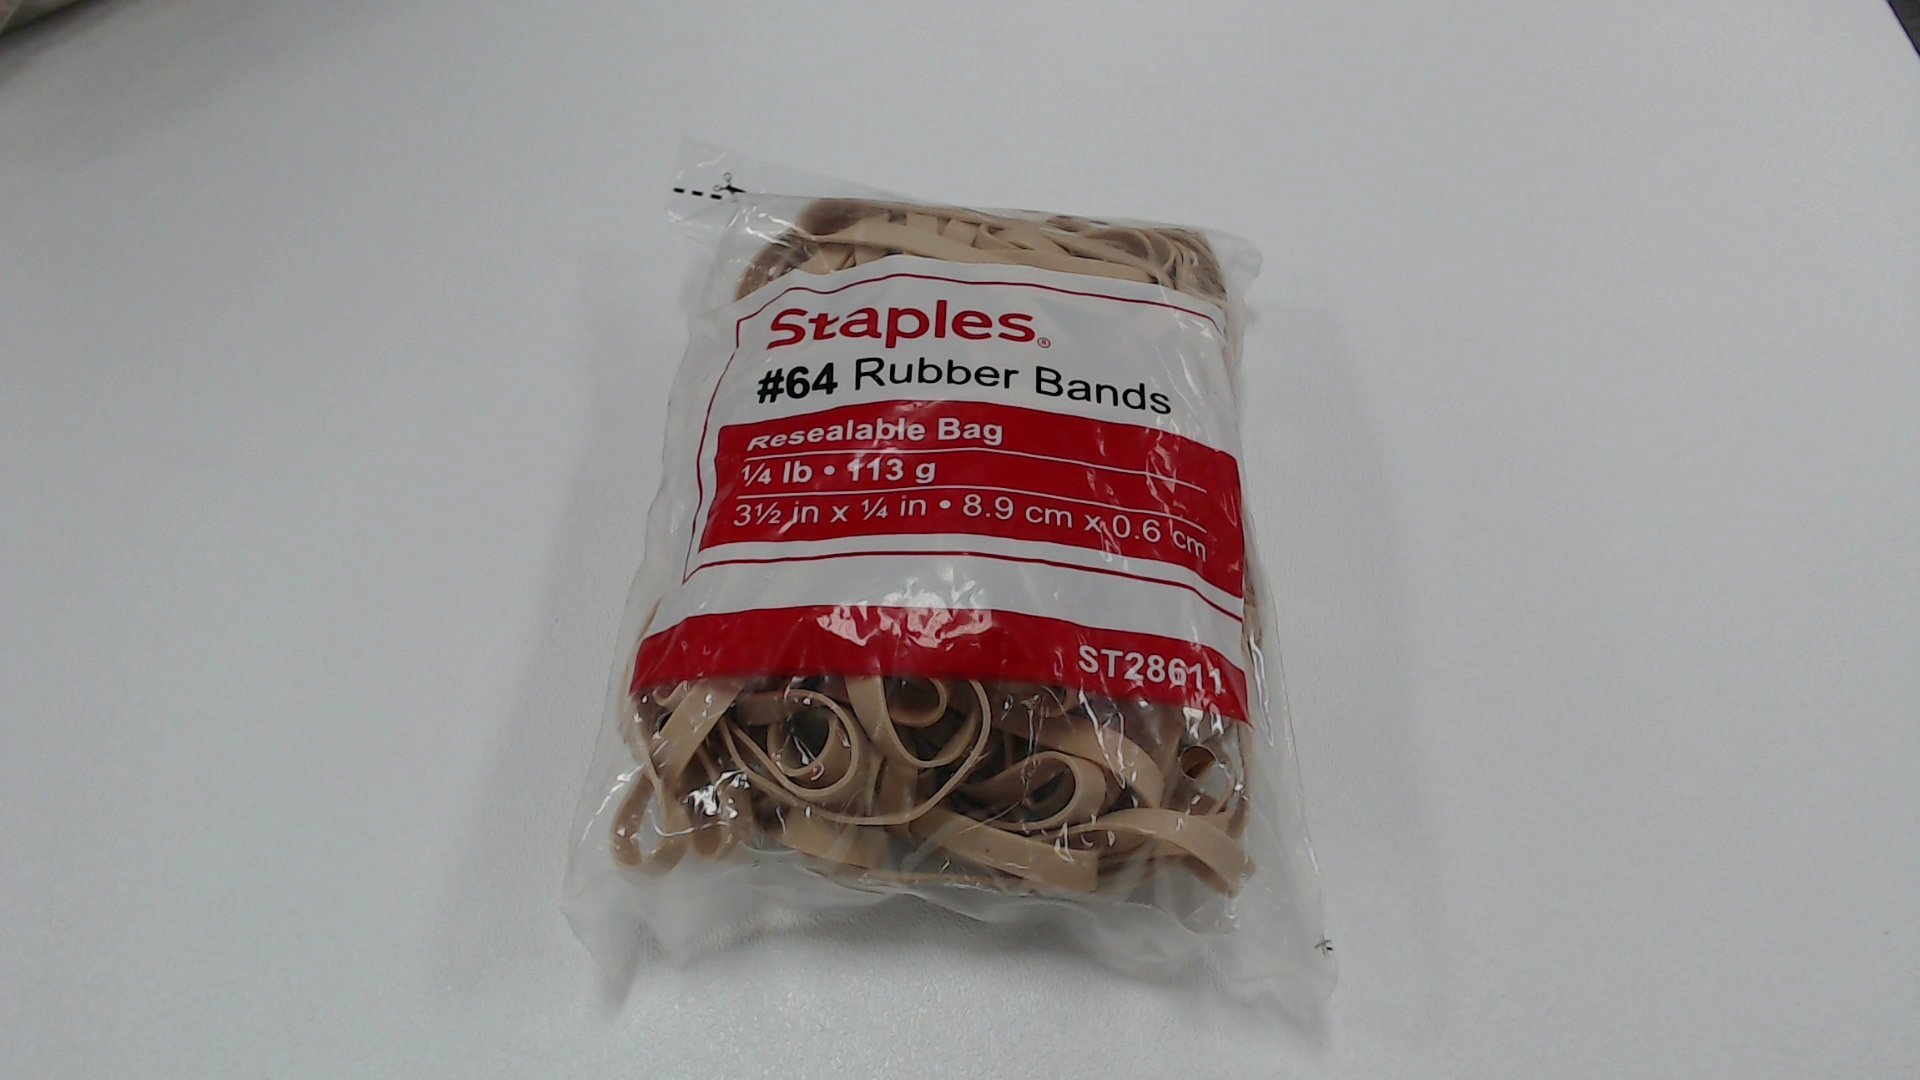 Staples®
#64 Rubber Bands
Resealable Bag
¼ lb • 113 g
3½ in x ¼ in • 8.9 cm x 0.6 cm
ST28611